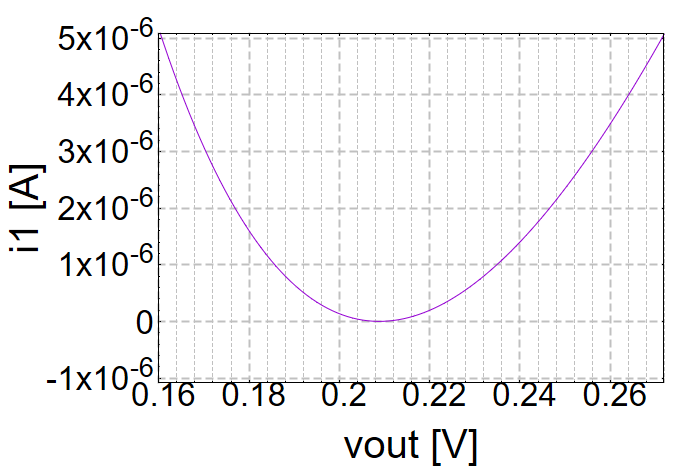 5x10⁻⁶
4x10⁻⁶
3x10⁻⁶
2x10⁻⁶
1x10⁻⁶
0
-1x10⁻⁶
i1 [A]
0.16 0.18 0.2 0.22 0.24 0.26
vout [V]